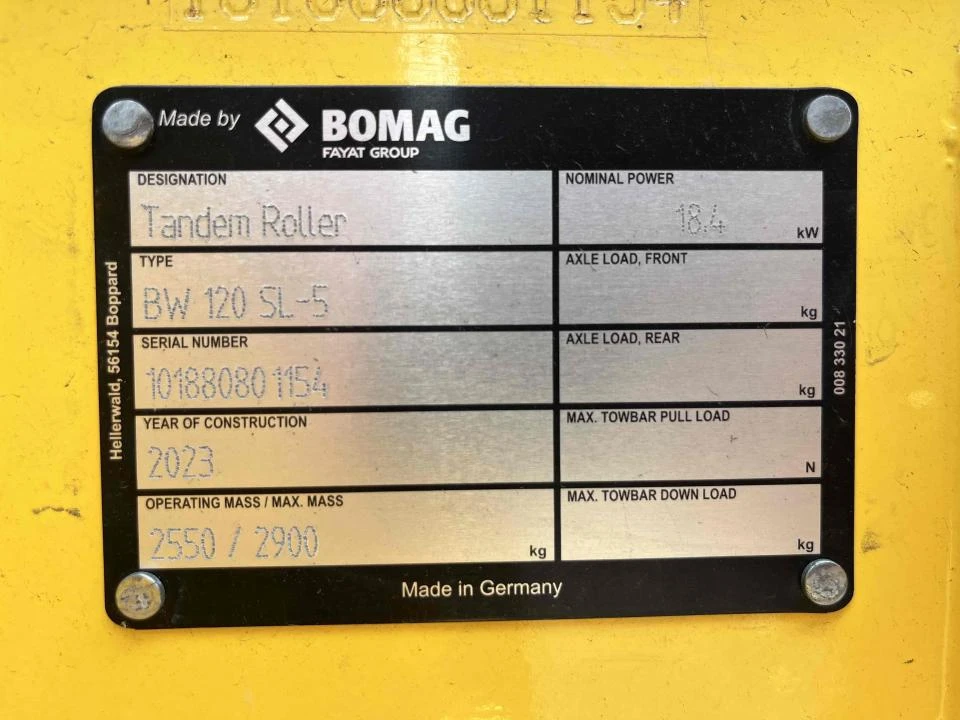 Made by BOMAG
FAYAT GROUP
DESIGNATION
Tandem Roller
NOMINAL POWER
18.4 kW
TYPE
BW 120 SL-5
AXLE LOAD, FRONT
kg
SERIAL NUMBER
101880801154
AXLE LOAD, REAR
kg
YEAR OF CONSTRUCTION
2023
MAX. TOWBAR PULL LOAD
N
OPERATING MASS / MAX. MASS
2550 / 2900 kg
MAX. TOWBAR DOWN LOAD
kg
Hellerwald, 56154 Boppard
008 330 21
Made in Germany